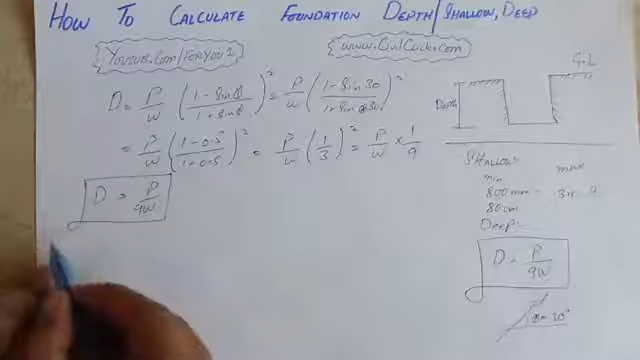 How To Calculate Foundation Depth/Shallow, Deep
Youtube.com/ForYou2
www.CivilClick.com
G.L
D = P/W (1 - Sinθ / 1 + Sinθ)² = P/W (1 - Sin 30 / 1 + Sin 30)²
Depth
= P/W (1 - 0.5 / 1 + 0.5)² = P/W (1/3)² = P/W × 1/9
D = P/9W
Shallow
min
max
800 mm
80 cm
3m
Deep
D = P/9W
= 30°